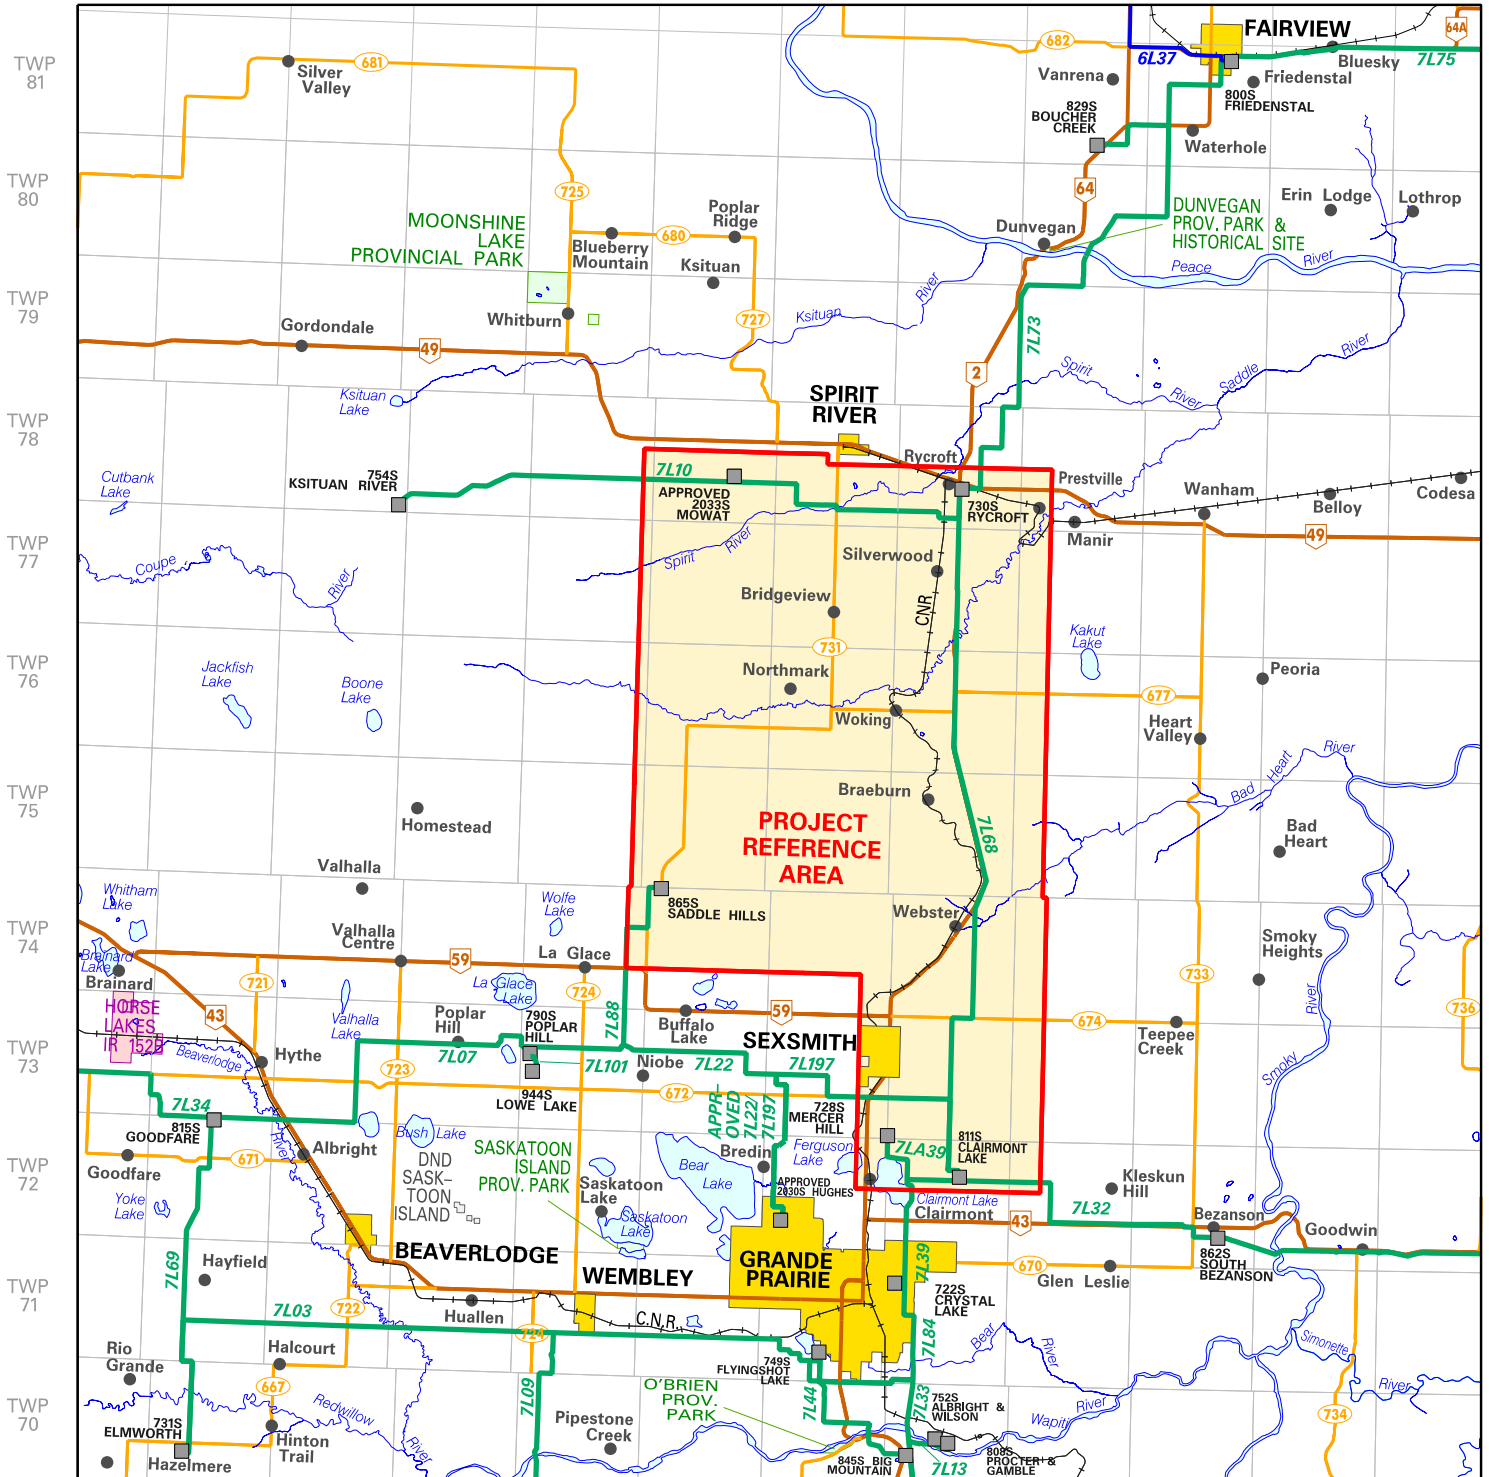 TWP
81
TWP
80
TWP
79
TWP
78
TWP
77
TWP
76
TWP
75
TWP
74
TWP
73
TWP
72
TWP
71
TWP
70
Silver
Valley
681
682
6L37
FAIRVIEW
64A
Bluesky
7L75
Vanrena
Friedenstal
800S
FRIEDENSTAL
829S
BOUCHER
CREEK
Waterhole
64
725
MOONSHINE
LAKE
PROVINCIAL PARK
Poplar
Ridge
680
Blueberry
Mountain
Ksituan
Dunvegan
DUNVEGAN
PROV. PARK &
HISTORICAL SITE
Erin Lodge
Lothrop
Peace
River
Whitburn
727
Ksituan
River
Gordondale
49
7L73
2
Spirit
River
Saddle
River
Ksituan
Lake
SPIRIT
RIVER
Rycroft
Prestville
Wanham
Belloy
Codesa
Cutbank
Lake
754S
KSITUAN RIVER
7L10
APPROVED
2033S
MOWAT
730S
RYCROFT
Manir
49
Coupe
River
Spirit
River
Silverwood
Bridgeview
CNR
731
Northmark
Kakut
Lake
Peoria
677
Jackfish
Lake
Boone
Lake
Woking
Heart
Valley
Bad
Heart
River
Braeburn
Homestead
PROJECT
REFERENCE
AREA
7L68
Bad
Heart
Valhalla
Whitham
Lake
Wolfe
Lake
865S
SADDLE HILLS
Webster
Valhalla
Centre
La Glace
59
Smoky
Heights
Brainard
Lake
Brainard
721
La Glace
Lake
724
733
736
HORSE
LAKES
IR 152B
43
Valhalla
Lake
Poplar
Hill
790S
POPLAR
HILL
7L88
Buffalo
Lake
59
SEXSMITH
674
Teepee
Creek
River
Smoky
Beaverlodge
River
Hythe
7L07
7L101
Niobe
7L22
7L197
723
944S
LOWE LAKE
672
APPR-
OVED
7L22/
7L197
728S
MERCER
HILL
7L34
815S
GOODFARE
Albright
Bush Lake
SASKATOON
ISLAND
PROV. PARK
Bredin
Ferguson
Lake
7LA39
811S
CLAIRMONT
LAKE
Goodfare
671
DND
SASK-
TOON
ISLAND
Bear
Lake
Saskatoon
Lake
Saskatoon
Lake
APPROVED
2030S HUGHES
Clairmont Lake
Clairmont
43
Kleskun
Hill
7L32
Bezanson
Goodwin
Yoke
Lake
BEAVERLODGE
WEMBLEY
GRANDE
PRAIRIE
7L39
670
Glen Leslie
862S
SOUTH
BEZANSON
7L69
Hayfield
722
Huallen
722S
CRYSTAL
LAKE
7L03
724
C.N.R.
7L84
Bear
River
Simonette
River
Rio
Grande
Halcourt
667
749S
FLYINGSHOT
LAKE
7L09
O'BRIEN
PROV.
PARK
7L44
7L33
752S
ALBRIGHT &
WILSON
Wapiti
River
734
Redwillow
River
731S
ELMWORTH
Hinton
Trail
Hazelmere
Pipestone
Creek
845S BIG
MOUNTAIN
7L13
808S
PROCTER &
GAMBLE